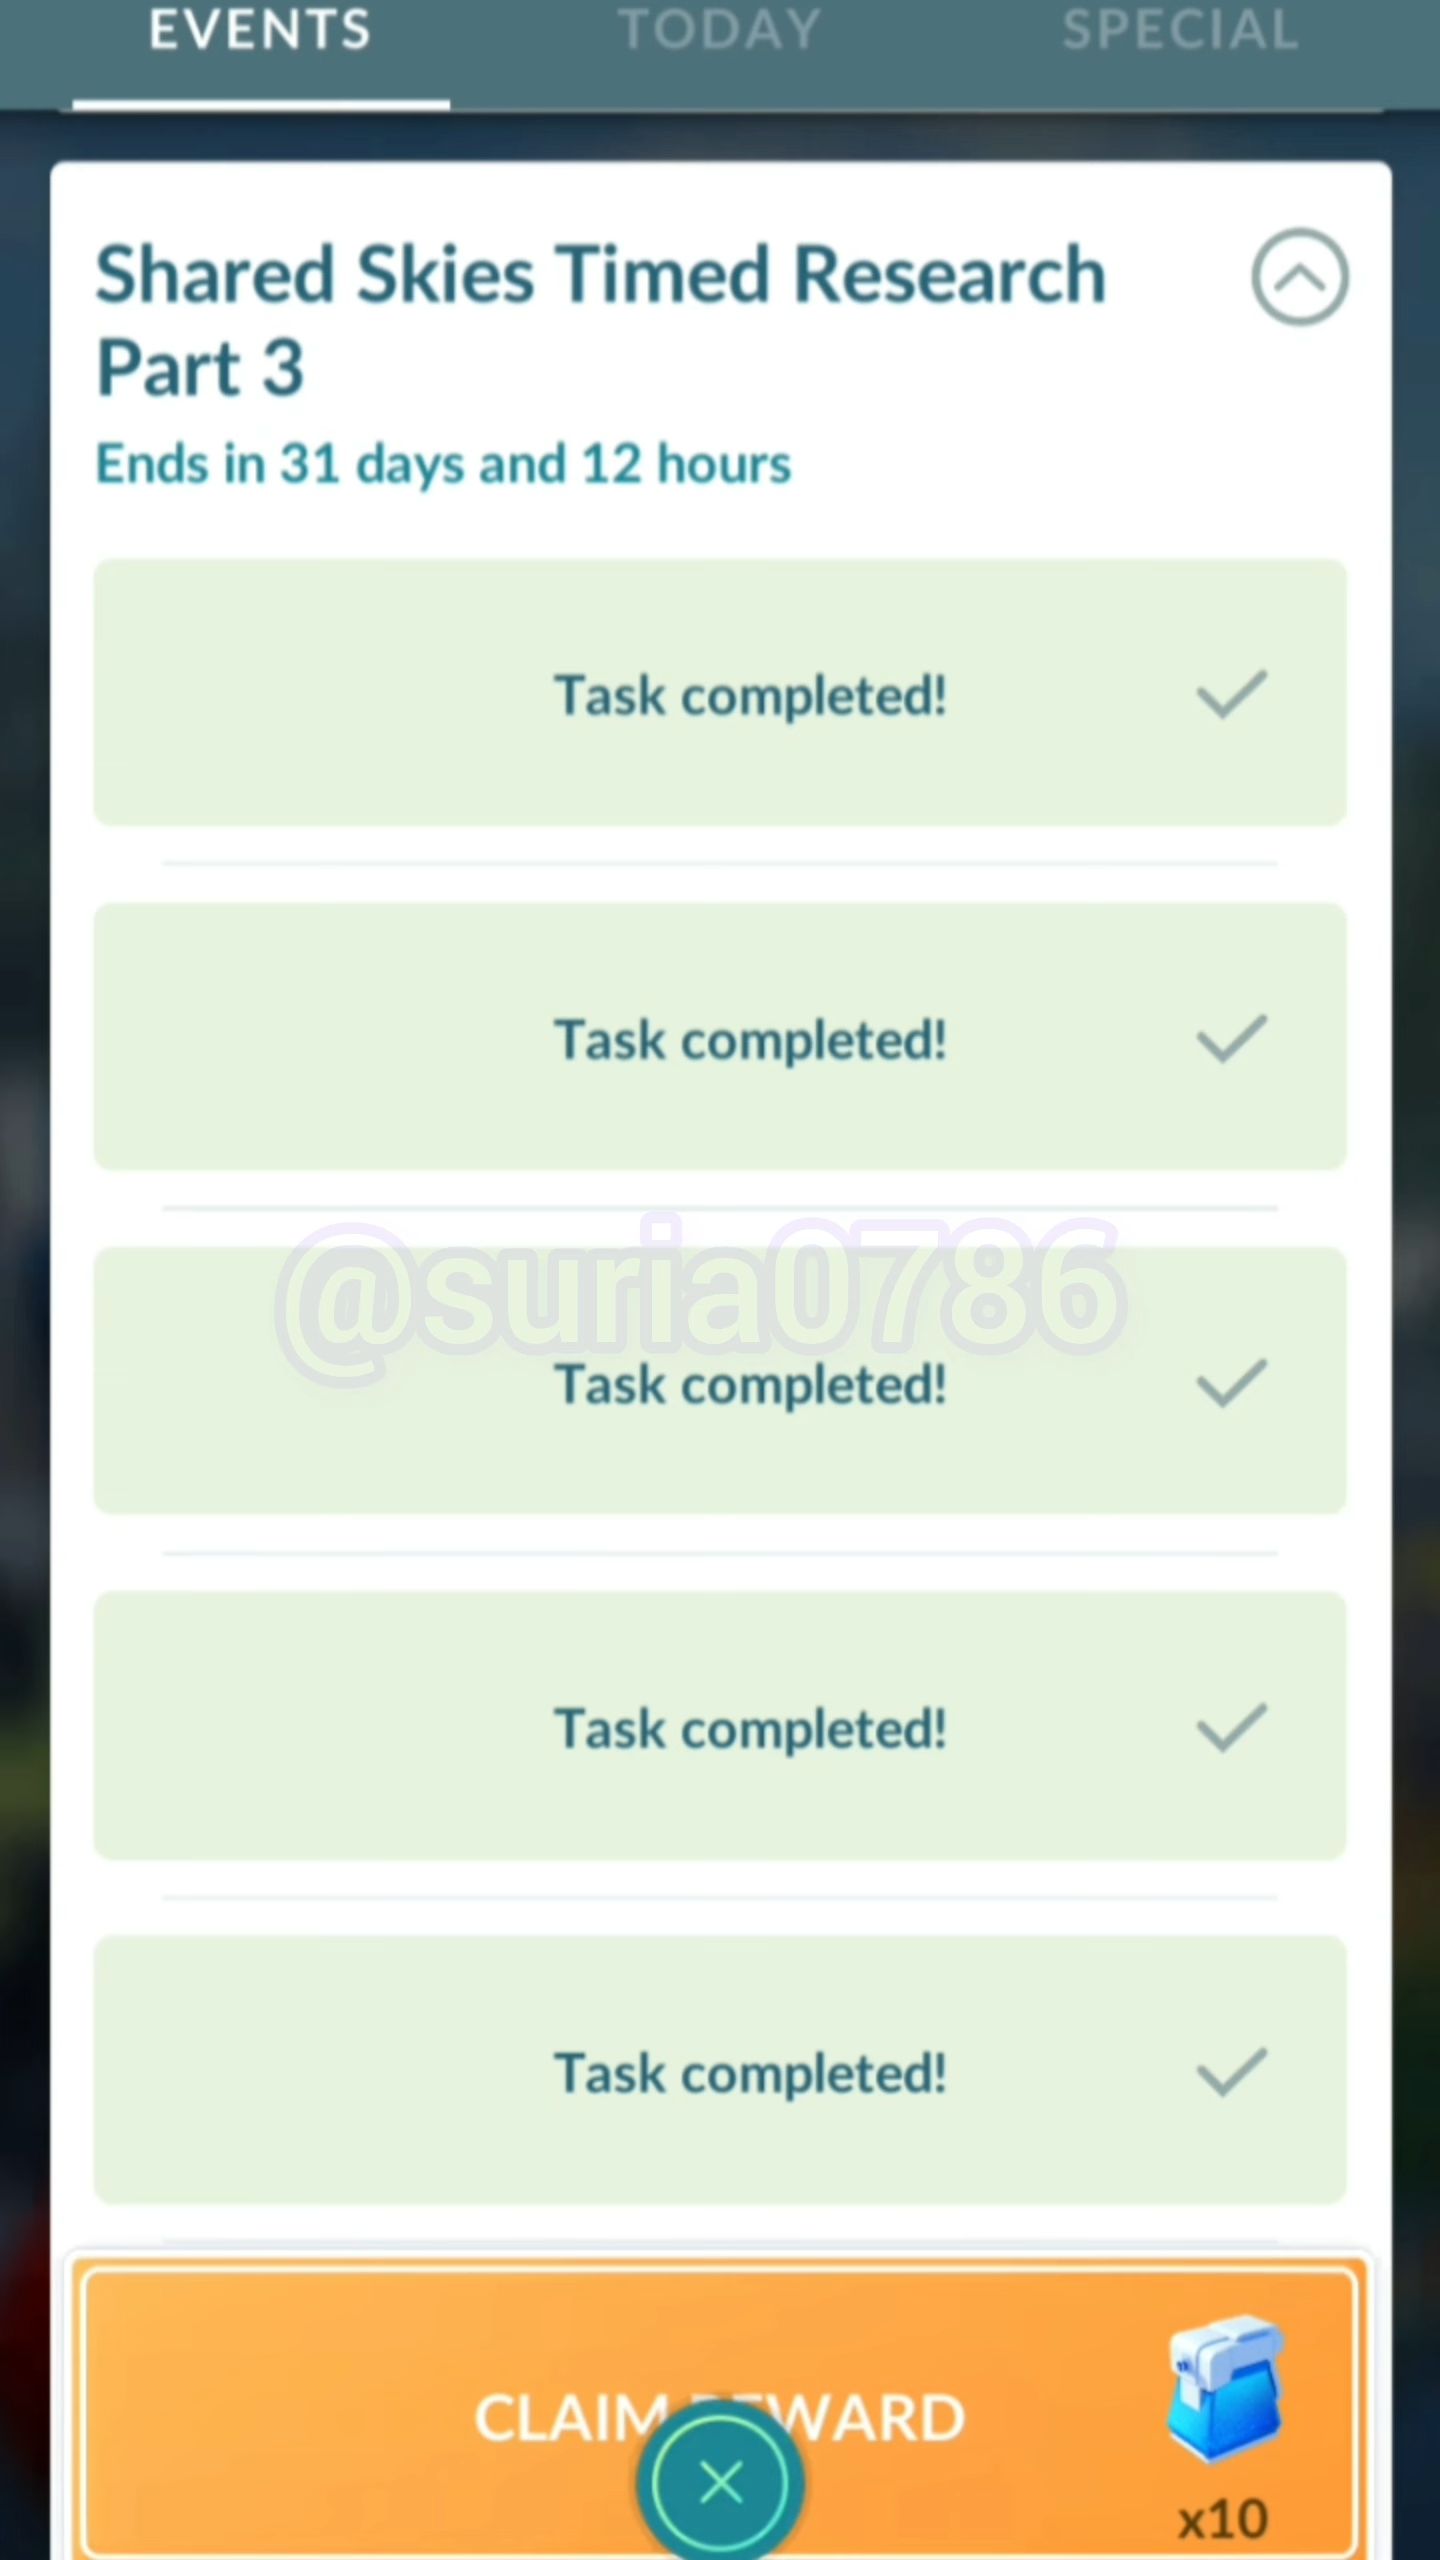 EVENTS
TODAY
SPECIAL
Shared Skies Timed Research
Part 3
Ends in 31 days and 12 hours
Task completed!
Task completed!
@suria0786
Task completed!
Task completed!
Task completed!
CLAIM REWARD
x10